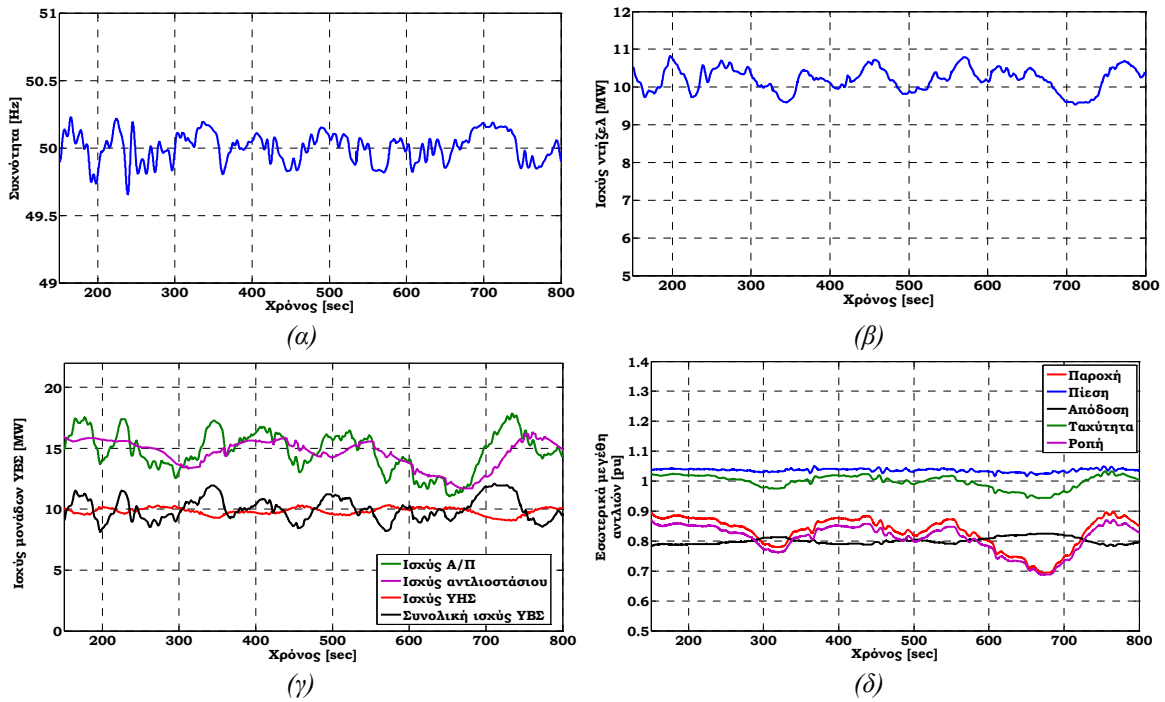 51
50.5
50
49.5
49
200 300 400 500 600 700 800
Συχνότητα [Hz]
Χρόνος [sec]
(α)
12
11
10
9
8
7
6
5
200 300 400 500 600 700 800
Ισχύς ντήζελ [MW]
Χρόνος [sec]
(β)
20
15
10
5
0
200 300 400 500 600 700 800
Ισχύς μονάδων ΥΒΣ [MW]
Χρόνος [sec]
Ισχύς Α/Π
Ισχύς αντλιοστάσιου
Ισχύς ΥΗΣ
Συνολική ισχύς ΥΒΣ
(γ)
1.4
1.3
1.2
1.1
1
0.9
0.8
0.7
0.6
0.5
200 300 400 500 600 700 800
Εσωτερικά μεγέθη
αντλιών [pu]
Χρόνος [sec]
Παροχή
Πίεση
Απόδοση
Ταχύτητα
Ροπή
(δ)